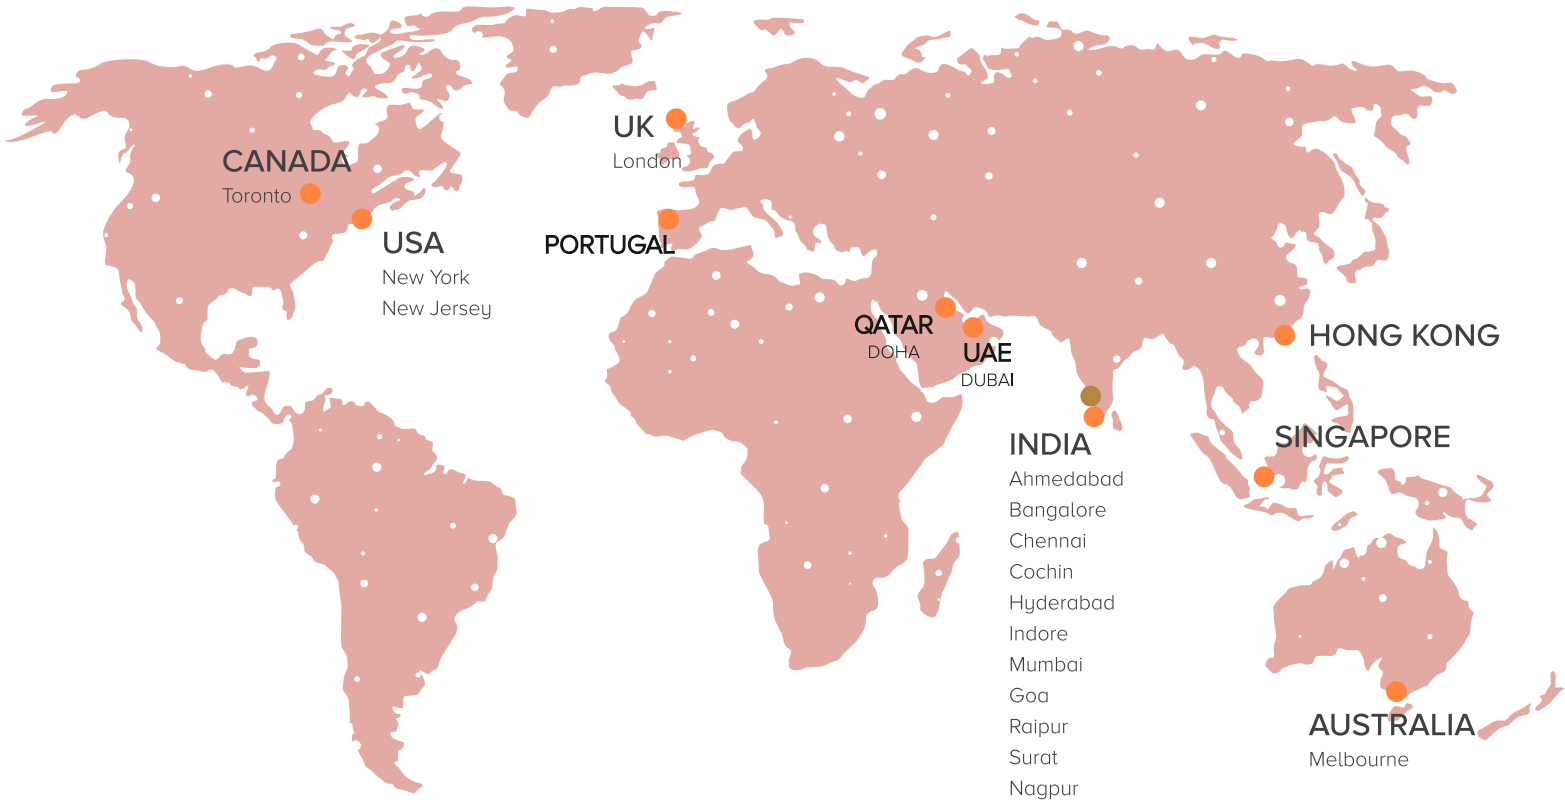 CANADA
Toronto
USA
New York
New Jersey
UK
London
PORTUGAL
QATAR
DOHA
UAE
DUBAI
INDIA
Ahmedabad
Bangalore
Chennai
Cochin
Hyderabad
Indore
Mumbai
Goa
Raipur
Surat
Nagpur
HONG KONG
SINGAPORE
AUSTRALIA
Melbourne